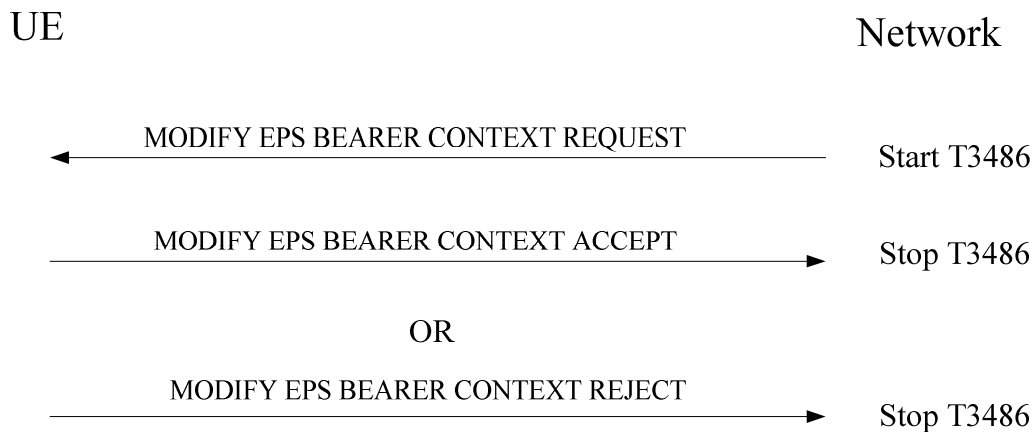 UE
Network
MODIFY EPS BEARER CONTEXT REQUEST
Start T3486
MODIFY EPS BEARER CONTEXT ACCEPT
Stop T3486
OR
MODIFY EPS BEARER CONTEXT REJECT
Stop T3486